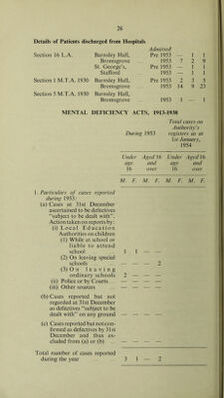 26
Details of Patients discharged from Hospitals
Admitted
Section 16 L.A. Barnsley Hall, Pre 1953 — 1 1
Bromsgrove 1953 7 2 9
St. George's, Pre 1953 — 1 1
Stafford 1953 — 1 1
Section 1 M.T.A. 1930 Barnsley Hall, Pre 1953 2 3 5
Bromsgrove 1953 14 9 23
Section 5 M.T.A. 1930 Barnsley Hall,
Bromsgrove 1953 1 — 1
MENTAL DEFICIENCY ACTS, 1913-1938
During 1953
Total cases on
Authority's
registers as at
1st January,
1954
Under age 16 Aged 16 and over Under age 16 Aged 16 and over
M. F. M. F. M. F. M. F.
1. Particulars of cases reported
during 1953:
(a) Cases at 31st December
ascertained to be defectives
"subject to be dealt with".
Action taken on reports by:
(i) Local Education
Authorities on children
(1) While at school or
liable to attend
school 1 1 — —
(2) On leaving special
schools — — — 2
(3) On leaving
ordinary schools 2 — — —
(ii) Police or by Courts — — — —
(iii) Other sources — — — —
(b) Cases reported but not
regarded at 31st December
as defectives "subject to be
dealt with" on any ground — — — —
(c) Cases reported but not con-
firmed as defectives by 31st
December and thus ex-
cluded from (a) or (b) — — — —
Total number of cases reported
during the year 3 1 — 2